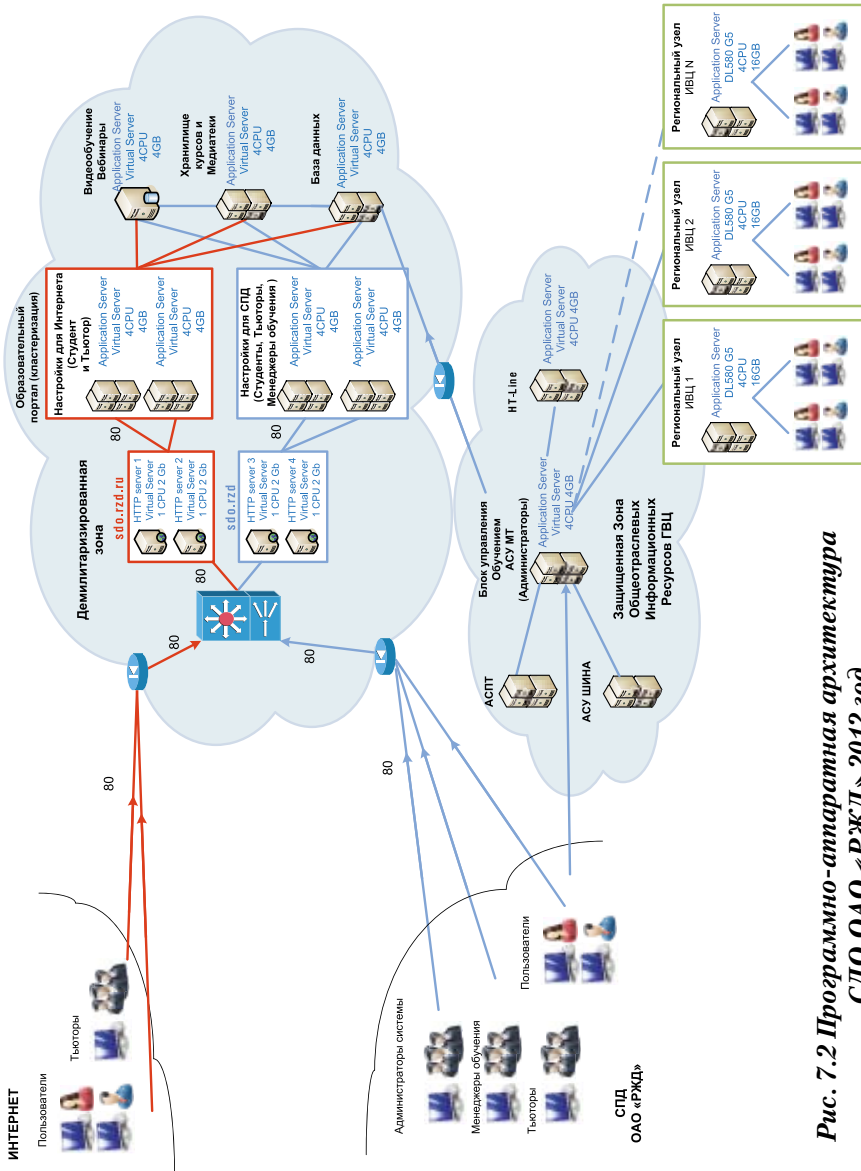 ИНТЕРНЕТ
Пользователи
Тьюторы
80
80
80
80
80
80
80
Демилитаризированная
зона
sdo.rzd.ru
HTTP server 1
Virtual Server
1 CPU 2 Gb
HTTP server 2
Virtual Server
1 CPU 2 Gb
sdo.rzd
HTTP server 3
Virtual Server
1 CPU 2 Gb
HTTP server 4
Virtual Server
1 CPU 2 Gb
Образовательный
портал (кластеризация)
Настройки для Интернета
(Студент
и Тьютор)
Application Server
Virtual Server
4CPU
4GB
Application Server
Virtual Server
4CPU
4GB
Настройки для СПД
(Студенты, Тьюторы,
Менеджеры обучения )
Application Server
Virtual Server
4CPU
4GB
Application Server
Virtual Server
4CPU
4GB
Видеообучение
Вебинары
Application Server
Virtual Server
4CPU
4GB
Хранилище
курсов и
Медиатеки
Application Server
Virtual Server
4CPU
4GB
База данных
Application Server
Virtual Server
4CPU
4GB
Администраторы системы
Менеджеры обучения
Тьюторы
Пользователи
СПД
ОАО «РЖД»
АСПТ
АСУ ШИНА
Блок управления
Обучением
АСУ МТ
(Администраторы)
Application Server
Virtual Server
4CPU 4GB
HT-Line
Application Server
Virtual Server
4CPU 4GB
Защищенная Зона
Общеотраслевых
Информационных
Ресурсов ГВЦ
Региональный узел
ИВЦ 1
Application Server
DL580 G5
4CPU
16GB
Региональный узел
ИВЦ 2
Application Server
DL580 G5
4CPU
16GB
Региональный узел
ИВЦ N
Application Server
DL580 G5
4CPU
16GB
Рис. 7.2 Программно-аппаратная архитектура
СДО ОАО «РЖД» 2012 год